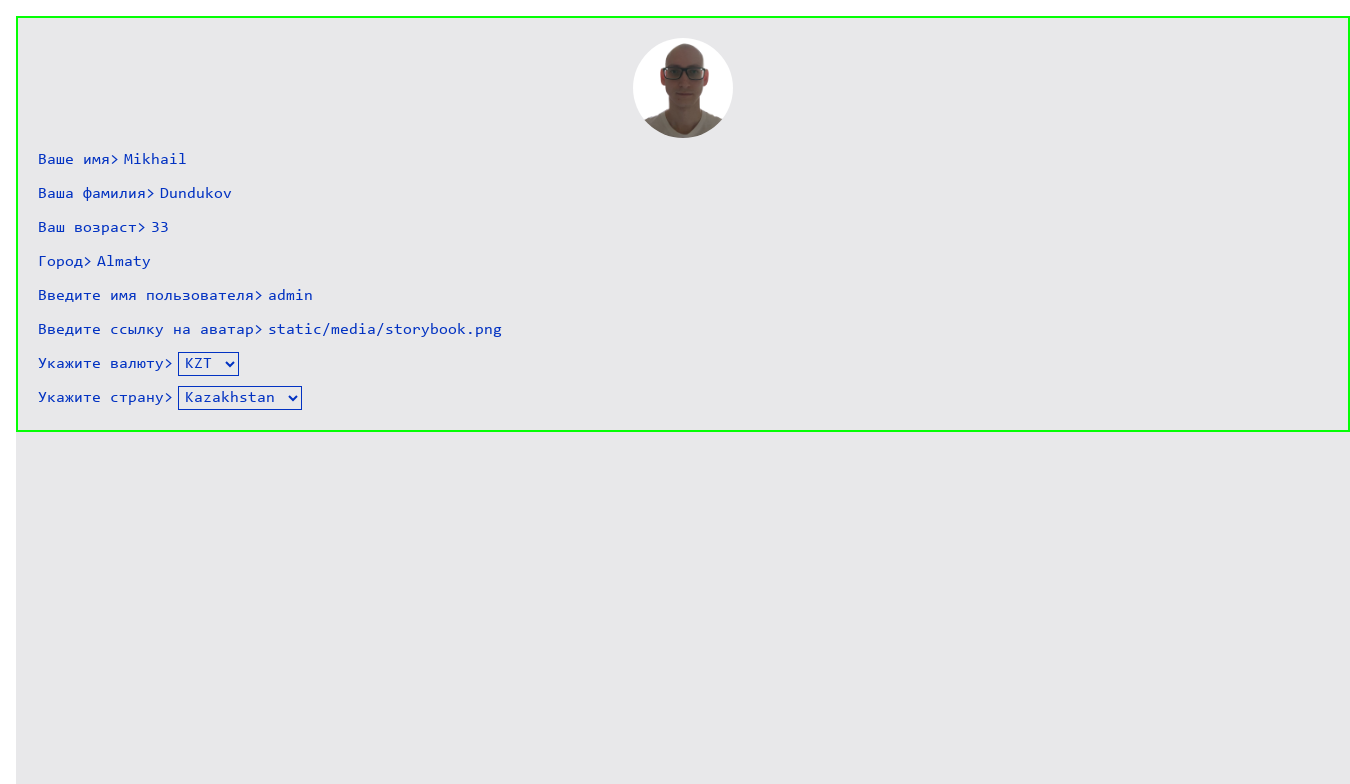 Ваше имя> Mikhail
Ваша фамилия> Dundukov
Ваш возраст> 33
Город> Almaty
Введите имя пользователя> admin
Введите ссылку на аватар> static/media/storybook.png
Укажите валюту> KZT
Укажите страну> Kazakhstan